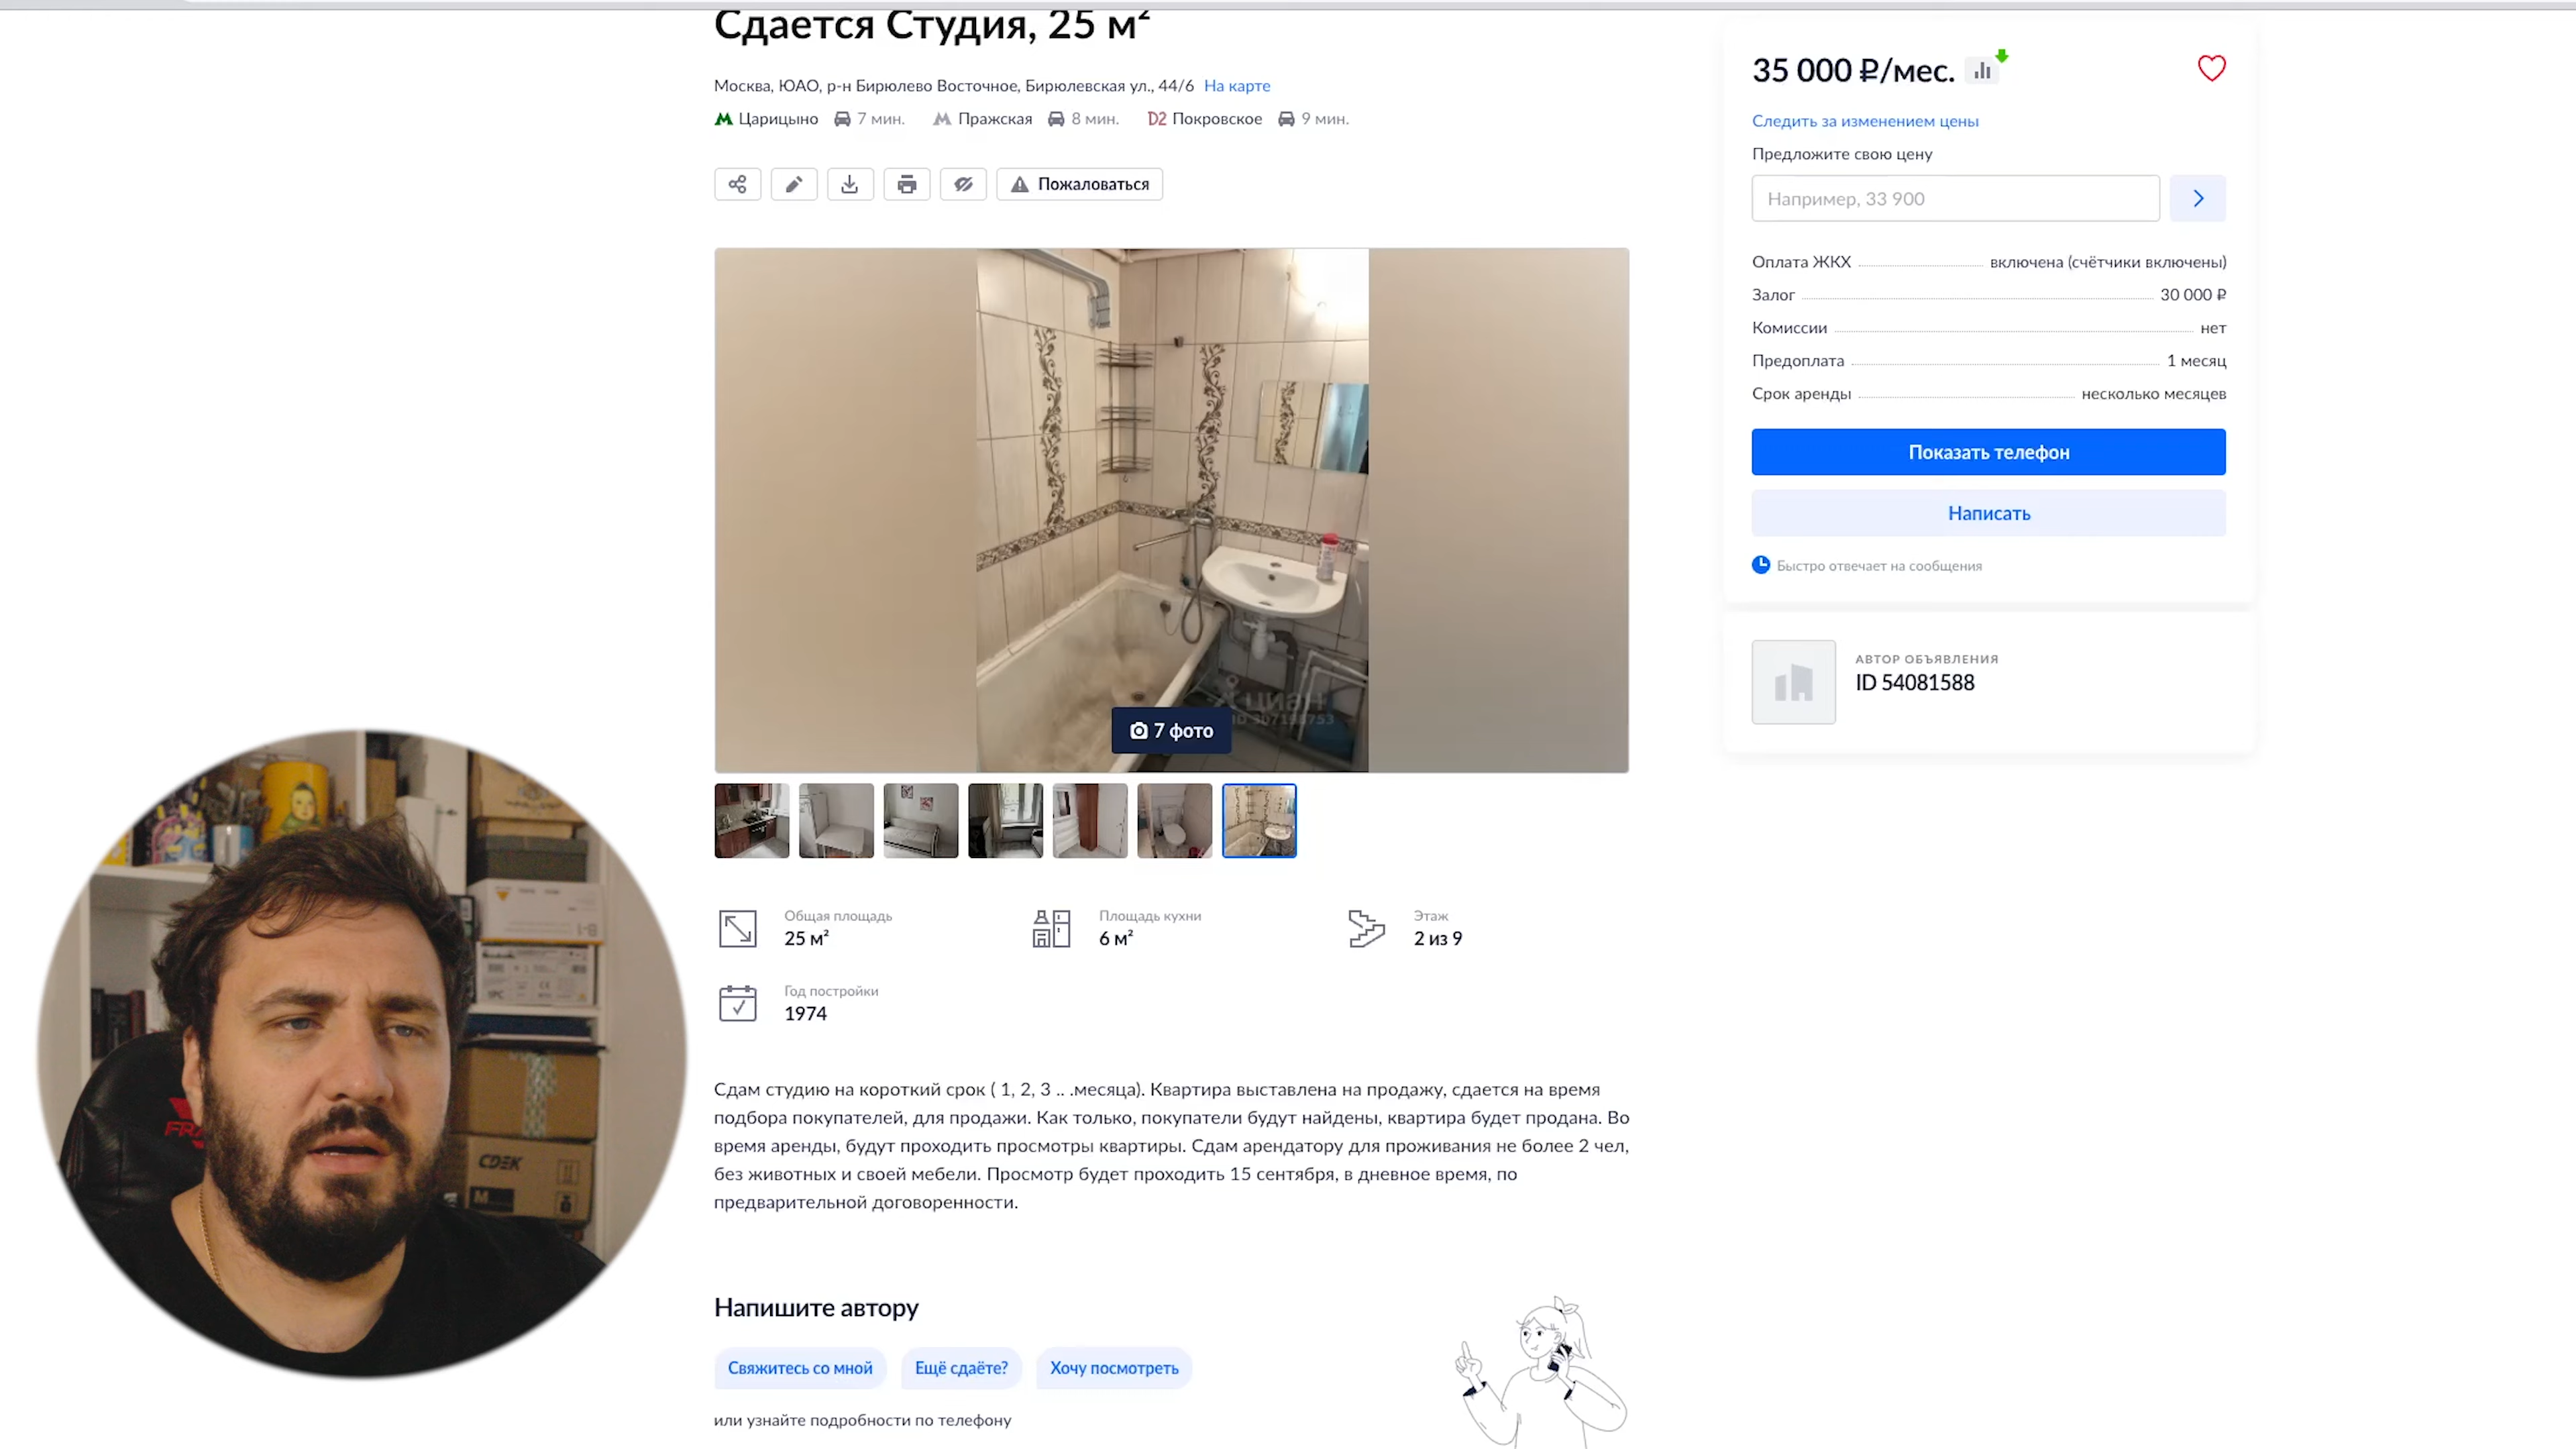 Сдается Студия, 25 м²
Москва, ЮАО, р-н Бирюлево Восточное, Бирюлевская ул., 44/6 На карте
Царицыно 7 мин. Пражская 8 мин. D2 Покровское 9 мин.
Пожаловаться
циан
ID 307198753
7 фото
Общая площадь
25 м²
Площадь кухни
6 м²
Этаж
2 из 9
Год постройки
1974
Сдам студию на короткий срок ( 1, 2, 3 .. .месяца). Квартира выставлена на продажу, сдается на время
подбора покупателей, для продажи. Как только, покупатели будут найдены, квартира будет продана. Во
время аренды, будут проходить просмотры квартиры. Сдам арендатору для проживания не более 2 чел,
без животных и своей мебели. Просмотр будет проходить 15 сентября, в дневное время, по
предварительной договоренности.
Напишите автору
Свяжитесь со мной
Ещё сдаёте?
Хочу посмотреть
или узнайте подробности по телефону
35 000 ₽/мес.
Следить за изменением цены
Предложите свою цену
Например, 33 900
Оплата ЖКХ включена (счётчики включены)
Залог 30 000 ₽
Комиссии нет
Предоплата 1 месяц
Срок аренды несколько месяцев
Показать телефон
Написать
Быстро отвечает на сообщения
АВТОР ОБЪЯВЛЕНИЯ
ID 54081588
CDEK
M